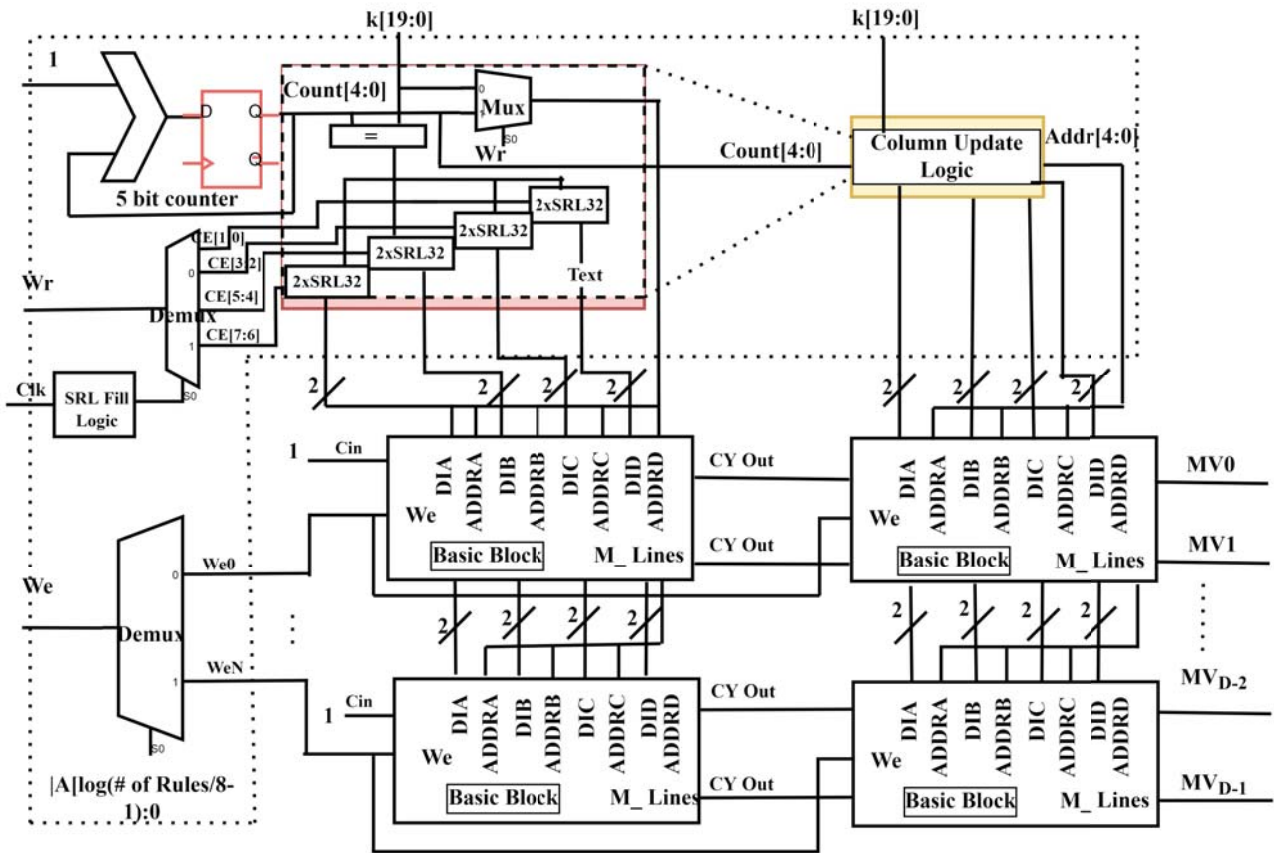 k[19:0]
k[19:0]
1
Count[4:0]
0
Mux
1
S0
Wr
=
D
Q
Q
5 bit counter
Count[4:0]
Column Update
Logic
Addr[4:0]
2xSRL32
2xSRL32
2xSRL32
2xSRL32
Text
CE[1:0]
CE[3:2]
CE[5:4]
CE[7:6]
Wr
Demux
0
1
S0
Clk
SRL Fill
Logic
2
2
2
2
2
2
2
2
1
Cin
DIA
ADDRA
DIB
ADDRB
DIC
ADDRC
DID
ADDRD
We
Basic Block
M_ Lines
CY Out
CY Out
DIA
ADDRA
DIB
ADDRB
DIC
ADDRC
DID
ADDRD
We
Basic Block
M_ Lines
MV0
MV1
We
Demux
We0
0
WeN
1
S0
|A[log(# of Rules/8-
1):0
2
2
2
2
2
2
2
2
1
Cin
DIA
ADDRA
DIB
ADDRB
DIC
ADDRC
DID
ADDRD
We
Basic Block
M_ Lines
CY Out
CY Out
DIA
ADDRA
DIB
ADDRB
DIC
ADDRC
DID
ADDRD
We
Basic Block
M_ Lines
MVD-2
MVD-1